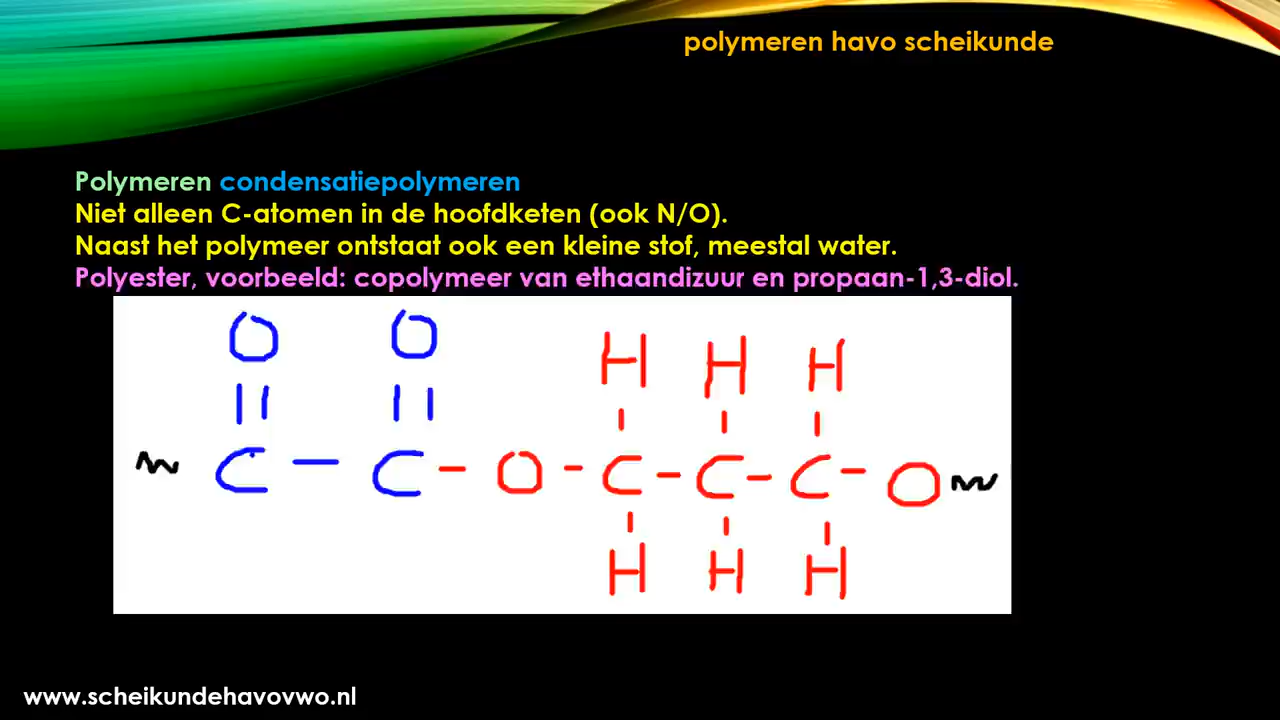 polymeren havo scheikunde
Polymeren condensatiepolymeren
Niet alleen C-atomen in de hoofdketen (ook N/O).
Naast het polymeer ontstaat ook een kleine stof, meestal water.
Polyester, voorbeeld: copolymeer van ethaandizuur en propaan-1,3-diol.
O O H H H
C - C - O - C - C - C - O
H H H
www.scheikundehavovwo.nl